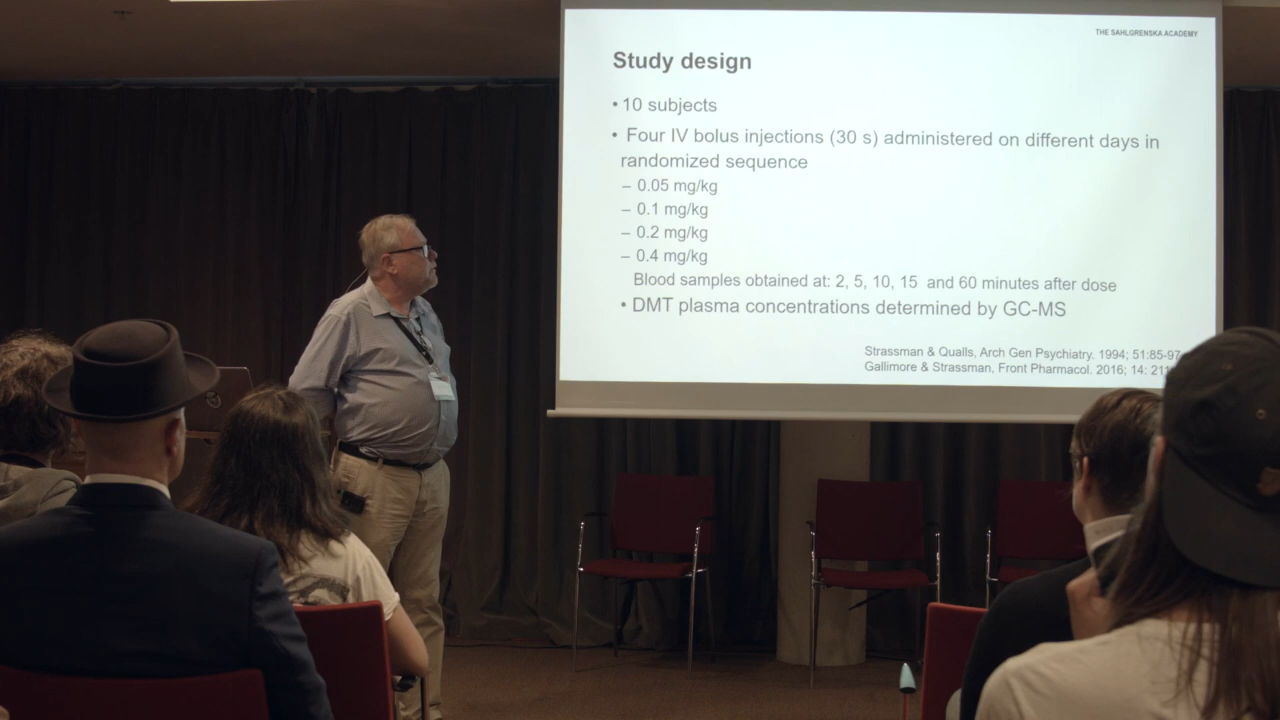 THE SAHLGRENSKA ACADEMY
Study design
• 10 subjects
• Four IV bolus injections (30 s) administered on different days in
randomized sequence
– 0.05 mg/kg
– 0.1 mg/kg
– 0.2 mg/kg
– 0.4 mg/kg
Blood samples obtained at: 2, 5, 10, 15 and 60 minutes after dose
• DMT plasma concentrations determined by GC-MS
Strassman & Qualls, Arch Gen Psychiatry. 1994; 51:85-97
Gallimore & Strassman, Front Pharmacol. 2016; 14: 211